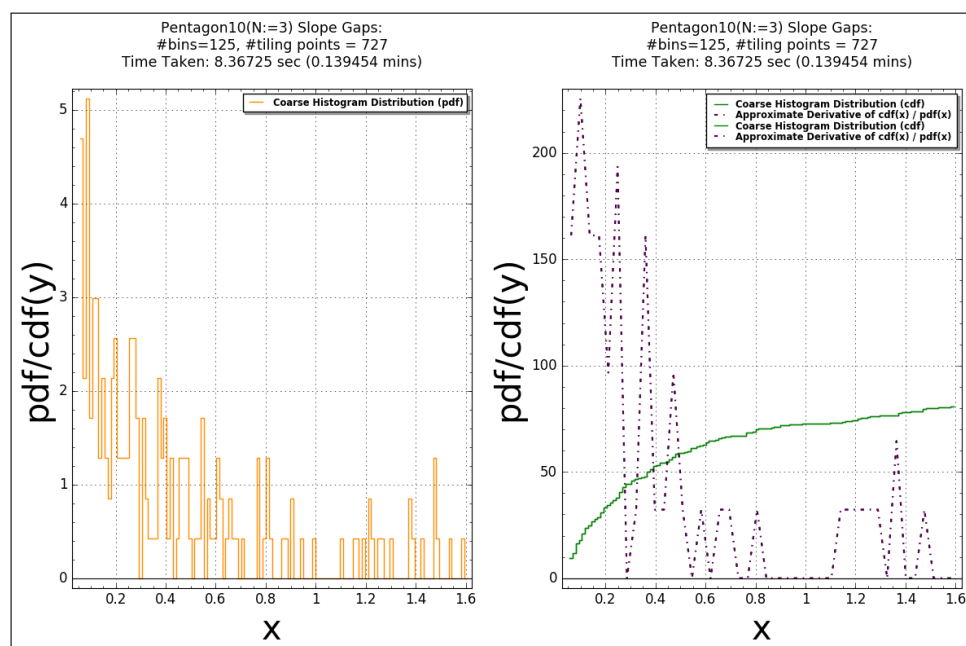 Pentagon10(N:=3) Slope Gaps:
#bins=125, #tiling points = 727
Time Taken: 8.36725 sec (0.139454 mins)
Coarse Histogram Distribution (pdf)
5
4
3
2
1
0
pdf/cdf(y)
0.2 0.4 0.6 0.8 1 1.2 1.4 1.6
x
Pentagon10(N:=3) Slope Gaps:
#bins=125, #tiling points = 727
Time Taken: 8.36725 sec (0.139454 mins)
Coarse Histogram Distribution (cdf)
Approximate Derivative of cdf(x) / pdf(x)
Coarse Histogram Distribution (cdf)
Approximate Derivative of cdf(x) / pdf(x)
200
150
100
50
0
pdf/cdf(y)
0.2 0.4 0.6 0.8 1 1.2 1.4 1.6
x